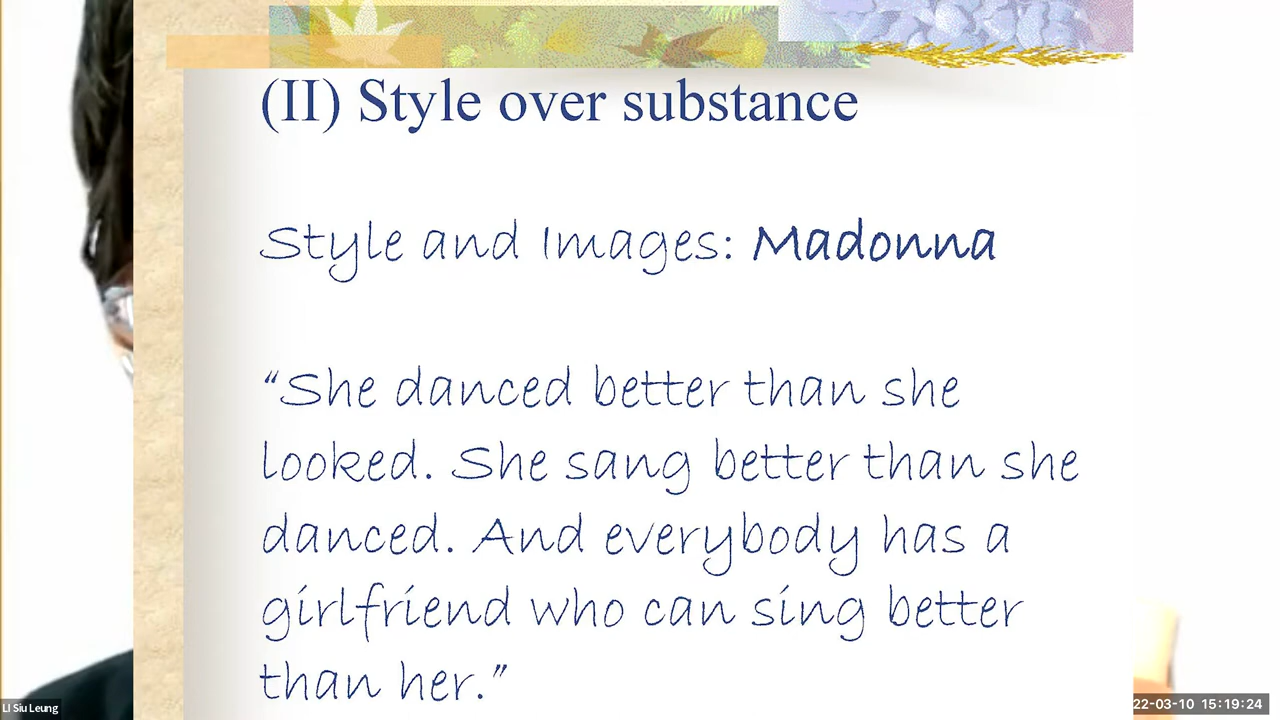 (II) Style over substance
Style and Images: Madonna
“She danced better than she
looked. She sang better than she
danced. And everybody has a
girlfriend who can sing better
than her.”
LI Siu Leung
22-03-10 15:19:24